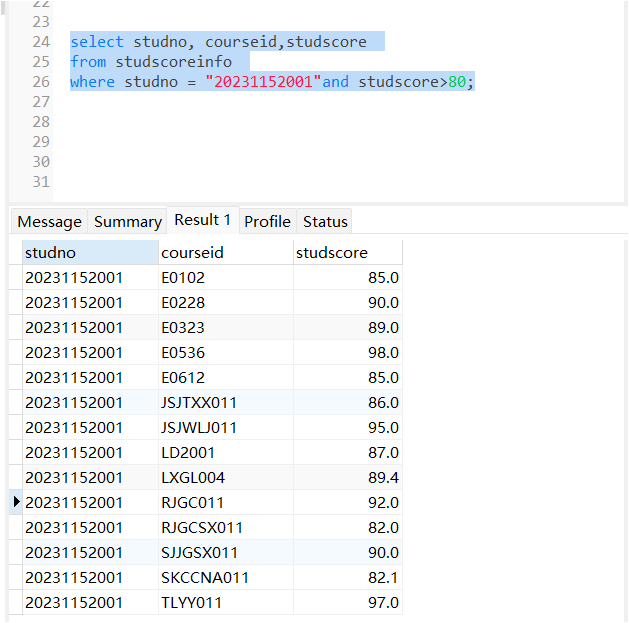 22
23
24 select studno, courseid,studscore
25 from studscoreinfo
26 where studno = "20231152001"and studscore>80;
27
28
29
30
31
Message Summary Result 1 Profile Status
studno courseid studscore
20231152001 E0102 85.0
20231152001 E0228 90.0
20231152001 E0323 89.0
20231152001 E0536 98.0
20231152001 E0612 85.0
20231152001 JSJTXX011 86.0
20231152001 JSJWLJ011 95.0
20231152001 LD2001 87.0
20231152001 LXGL004 89.4
20231152001 RJGC011 92.0
20231152001 RJGCSX011 82.0
20231152001 SJJGSX011 90.0
20231152001 SKCCNA011 82.1
20231152001 TLYY011 97.0